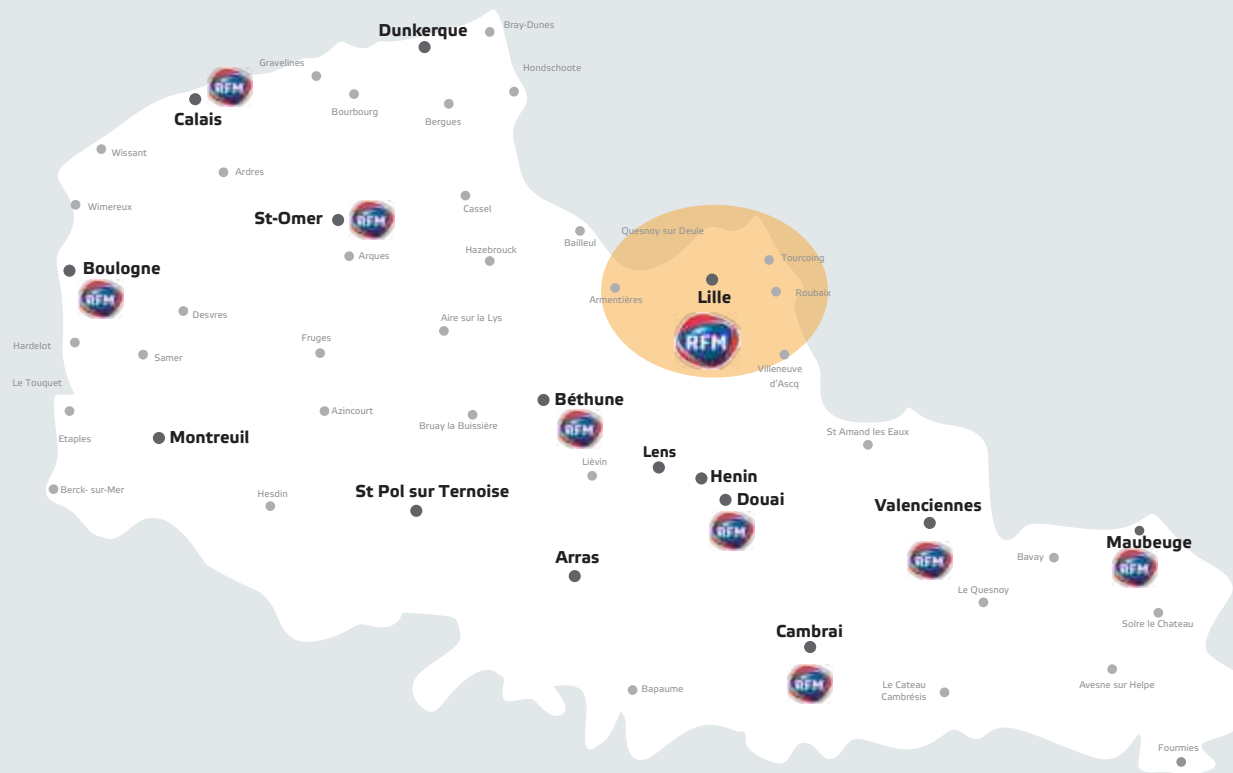 Dunkerque
Bray-Dunes
Gravelines
Hondschoote
RFM
Calais
Bourbourg
Bergues
Wissant
Ardres
Wimereux
St-Omer
RFM
Cassel
Quesnoy sur Deule
Bailleul
Arques
Hazebrouck
Tourcoing
Boulogne
RFM
Armentières
Lille
Roubaix
Desvres
Aire sur la Lys
RFM
Hardelot
Samer
Fruges
Villeneuve
d'Ascq
Le Touquet
Béthune
RFM
Etaples
Montreuil
Azincourt
Bruay la Buissière
St Amand les Eaux
Lens
Lièvin
Henin
Berck- sur-Mer
Hesdin
St Pol sur Ternoise
Douai
RFM
Valenciennes
RFM
Maubeuge
RFM
Arras
Bavay
Le Quesnoy
Solre le Chateau
Cambrai
RFM
Bapaume
Le Cateau
Cambrésis
Avesne sur Helpe
Fourmies